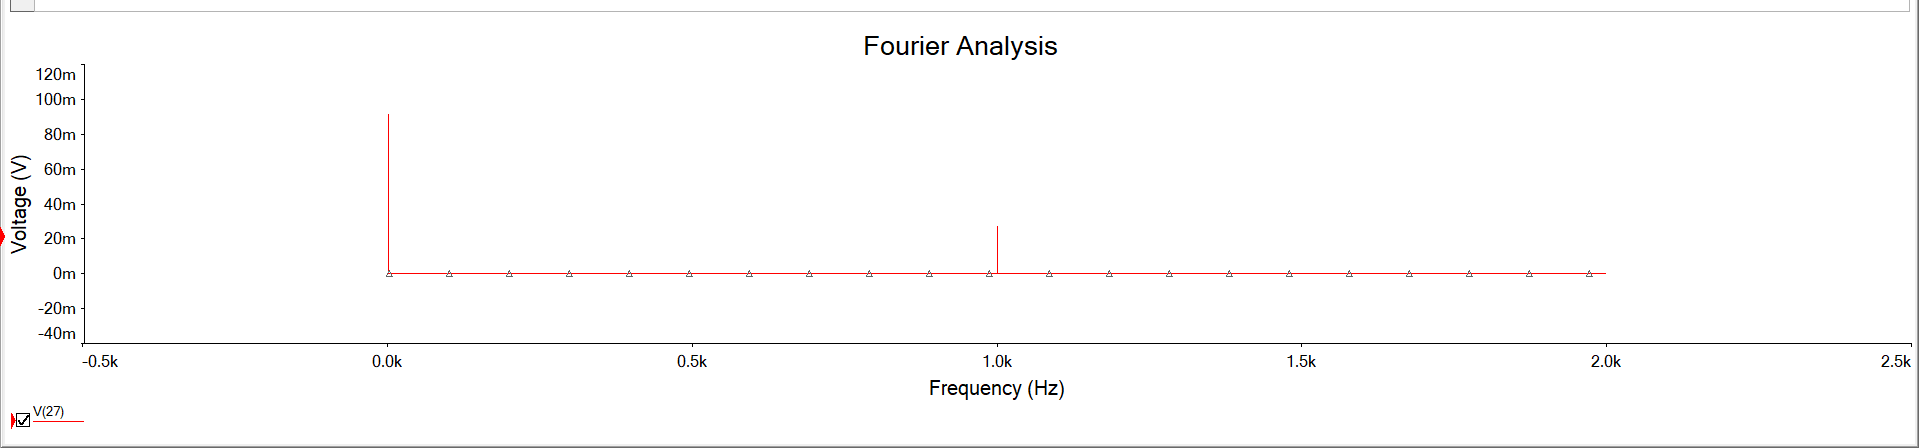 Fourier Analysis
120m
100m
80m
60m
40m
20m
0m
-20m
-40m
Voltage (V)
-0.5k 0.0k 0.5k 1.0k 1.5k 2.0k 2.5k
Frequency (Hz)
V(27)